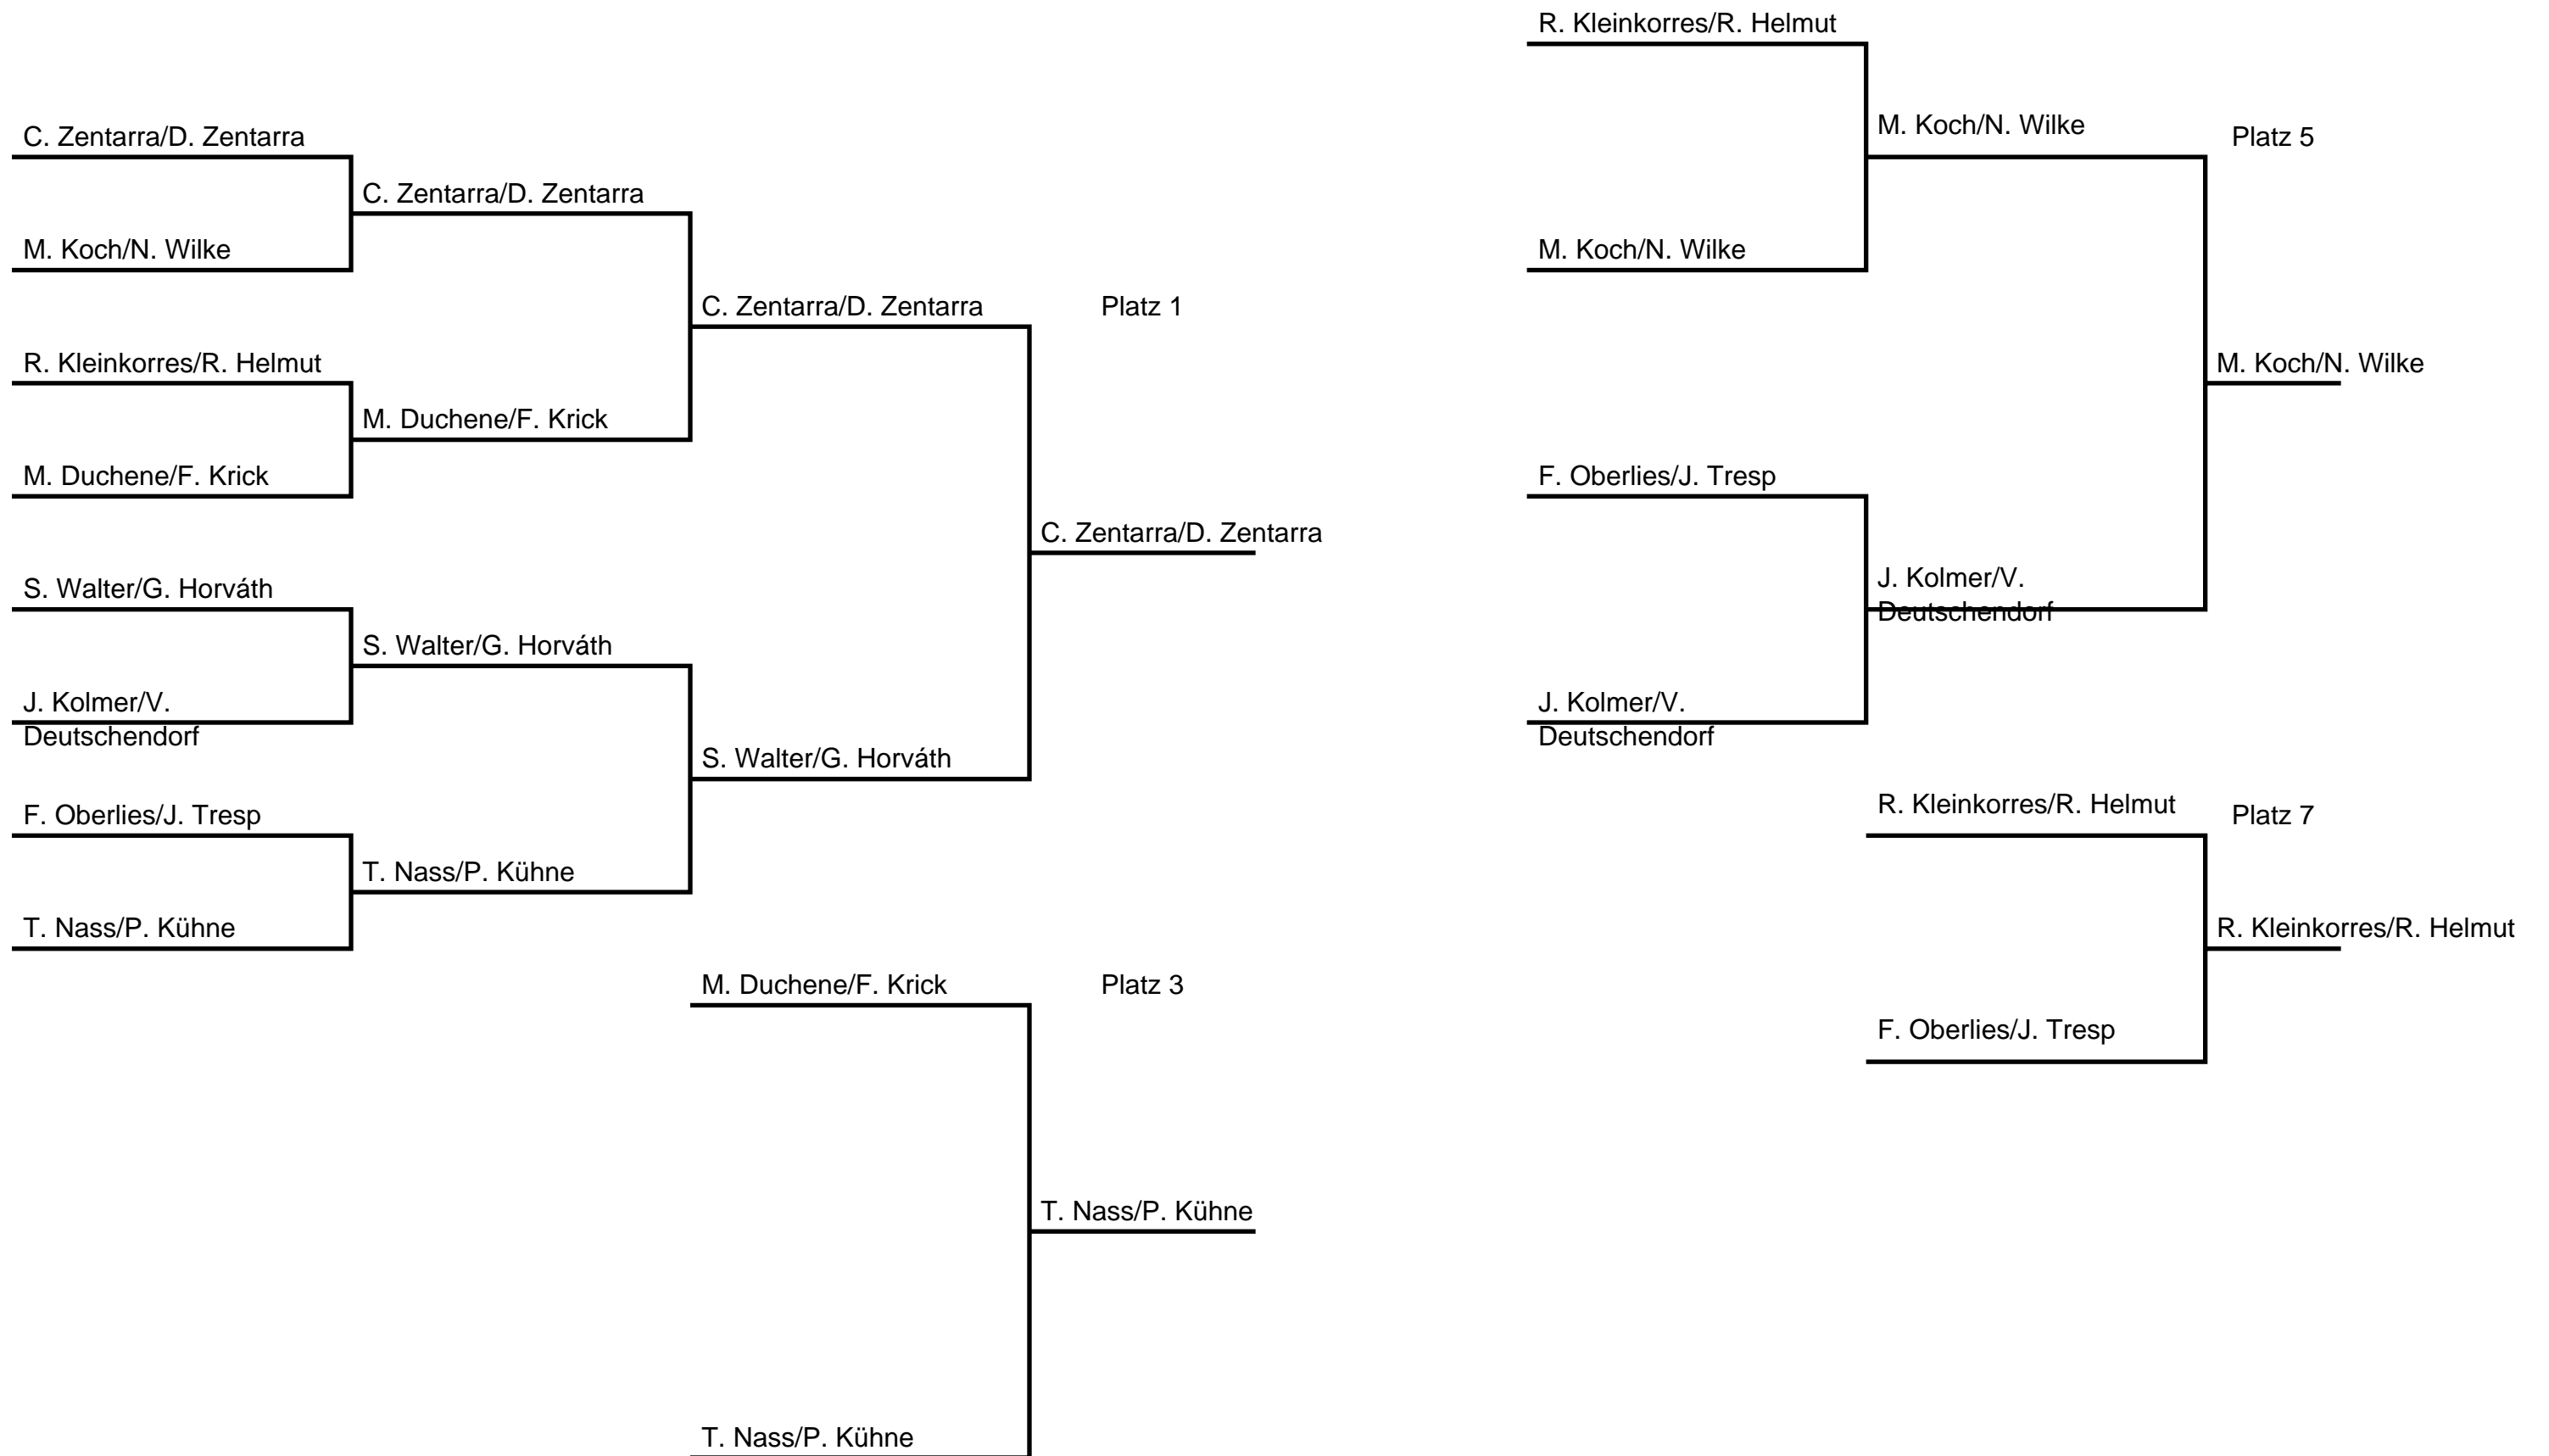 C. Zentarra/D. Zentarra
M. Koch/N. Wilke
R. Kleinkorres/R. Helmut
M. Duchene/F. Krick
S. Walter/G. Horváth
J. Kolmer/V.
Deutschendorf
F. Oberlies/J. Tresp
T. Nass/P. Kühne
C. Zentarra/D. Zentarra
M. Duchene/F. Krick
S. Walter/G. Horváth
T. Nass/P. Kühne
C. Zentarra/D. Zentarra
S. Walter/G. Horváth
Platz 1
C. Zentarra/D. Zentarra
M. Duchene/F. Krick
T. Nass/P. Kühne
Platz 3
T. Nass/P. Kühne
R. Kleinkorres/R. Helmut
M. Koch/N. Wilke
F. Oberlies/J. Tresp
J. Kolmer/V.
Deutschendorf
M. Koch/N. Wilke
J. Kolmer/V.
Deutschendorf
Platz 5
M. Koch/N. Wilke
R. Kleinkorres/R. Helmut
F. Oberlies/J. Tresp
Platz 7
R. Kleinkorres/R. Helmut